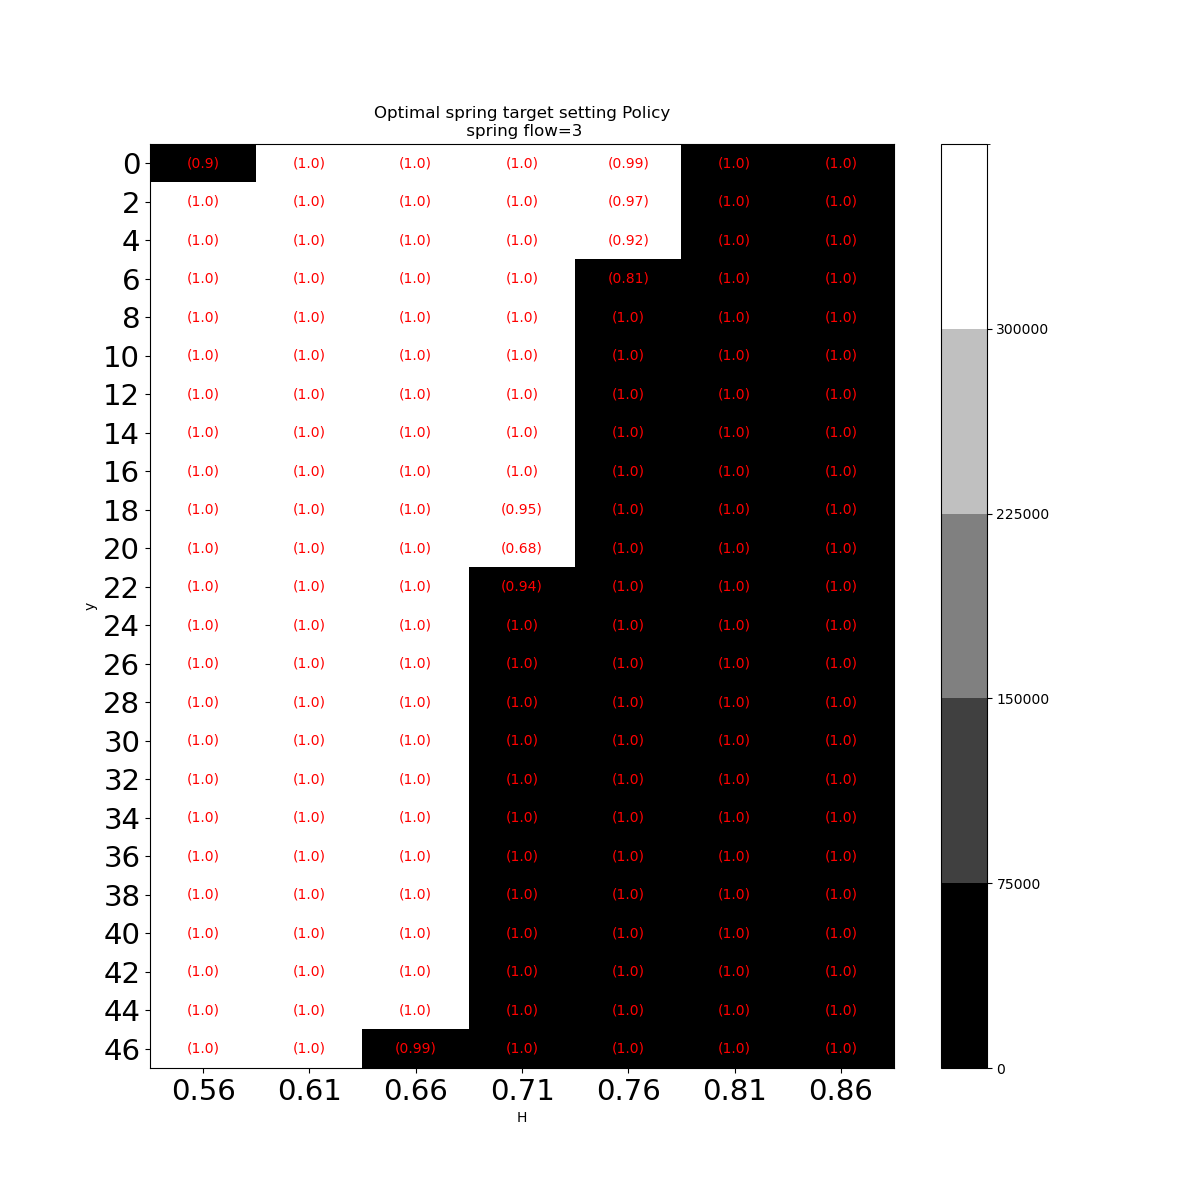 Optimal spring target setting Policy
spring flow=3
0 (0.9) (1.0) (1.0) (1.0) (0.99) (1.0) (1.0)
2 (1.0) (1.0) (1.0) (1.0) (0.97) (1.0) (1.0)
4 (1.0) (1.0) (1.0) (1.0) (0.92) (1.0) (1.0)
6 (1.0) (1.0) (1.0) (1.0) (0.81) (1.0) (1.0)
8 (1.0) (1.0) (1.0) (1.0) (1.0) (1.0) (1.0)
10 (1.0) (1.0) (1.0) (1.0) (1.0) (1.0) (1.0)
12 (1.0) (1.0) (1.0) (1.0) (1.0) (1.0) (1.0)
14 (1.0) (1.0) (1.0) (1.0) (1.0) (1.0) (1.0)
16 (1.0) (1.0) (1.0) (1.0) (1.0) (1.0) (1.0)
18 (1.0) (1.0) (1.0) (0.95) (1.0) (1.0) (1.0)
20 (1.0) (1.0) (1.0) (0.68) (1.0) (1.0) (1.0)
22 (1.0) (1.0) (1.0) (0.94) (1.0) (1.0) (1.0)
24 (1.0) (1.0) (1.0) (1.0) (1.0) (1.0) (1.0)
26 (1.0) (1.0) (1.0) (1.0) (1.0) (1.0) (1.0)
28 (1.0) (1.0) (1.0) (1.0) (1.0) (1.0) (1.0)
30 (1.0) (1.0) (1.0) (1.0) (1.0) (1.0) (1.0)
32 (1.0) (1.0) (1.0) (1.0) (1.0) (1.0) (1.0)
34 (1.0) (1.0) (1.0) (1.0) (1.0) (1.0) (1.0)
36 (1.0) (1.0) (1.0) (1.0) (1.0) (1.0) (1.0)
38 (1.0) (1.0) (1.0) (1.0) (1.0) (1.0) (1.0)
40 (1.0) (1.0) (1.0) (1.0) (1.0) (1.0) (1.0)
42 (1.0) (1.0) (1.0) (1.0) (1.0) (1.0) (1.0)
44 (1.0) (1.0) (1.0) (1.0) (1.0) (1.0) (1.0)
46 (1.0) (1.0) (0.99) (1.0) (1.0) (1.0) (1.0)
y
0.56 0.61 0.66 0.71 0.76 0.81 0.86
H
300000
225000
150000
75000
0